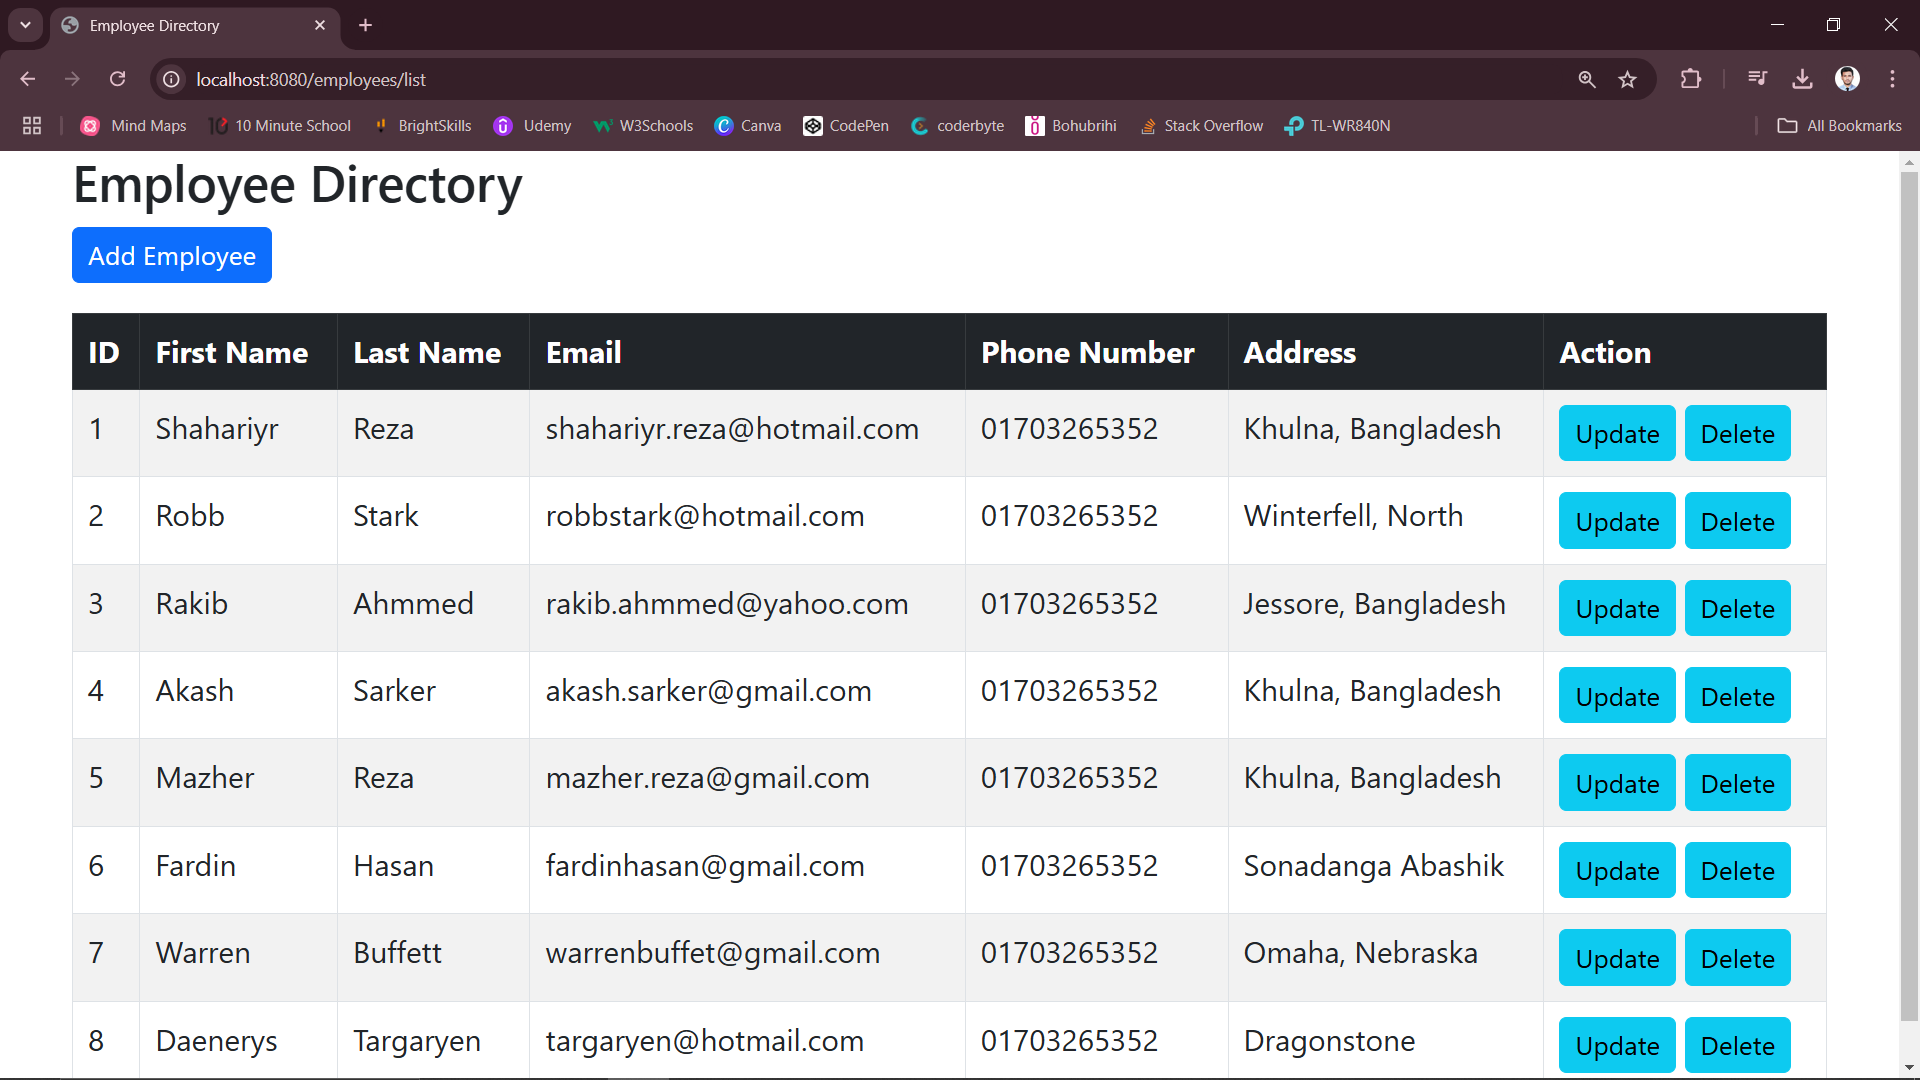 Employee Directory
localhost:8080/employees/list
Mind Maps 10 Minute School BrightSkills Udemy W3Schools Canva CodePen coderbyte Bohubrihi Stack Overflow TL-WR840N All Bookmarks
Employee Directory
Add Employee
ID First Name Last Name Email Phone Number Address Action
1 Shahariyr Reza shahariyr.reza@hotmail.com 01703265352 Khulna, Bangladesh Update Delete
2 Robb Stark robbstark@hotmail.com 01703265352 Winterfell, North Update Delete
3 Rakib Ahmmed rakib.ahmmed@yahoo.com 01703265352 Jessore, Bangladesh Update Delete
4 Akash Sarker akash.sarker@gmail.com 01703265352 Khulna, Bangladesh Update Delete
5 Mazher Reza mazher.reza@gmail.com 01703265352 Khulna, Bangladesh Update Delete
6 Fardin Hasan fardinhasan@gmail.com 01703265352 Sonadanga Abashik Update Delete
7 Warren Buffett warrenbuffet@gmail.com 01703265352 Omaha, Nebraska Update Delete
8 Daenerys Targaryen targaryen@hotmail.com 01703265352 Dragonstone Update Delete